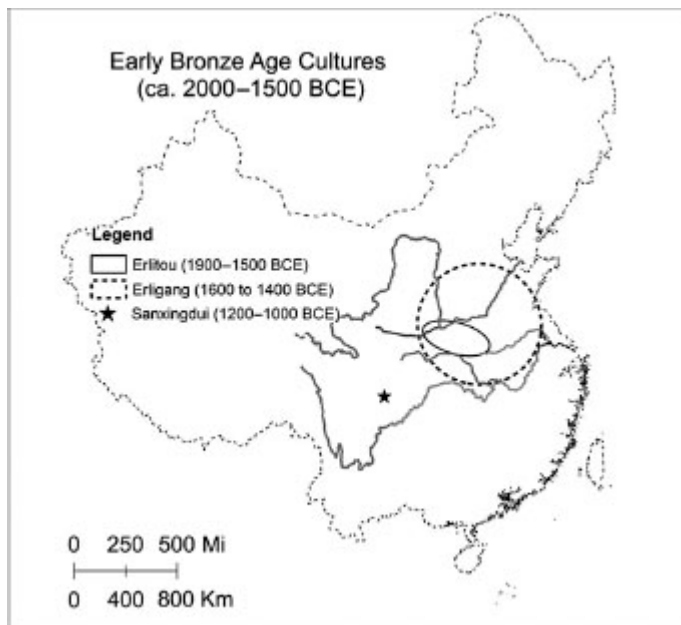 Early Bronze Age Cultures
(ca. 2000–1500 BCE)
Legend
Erlitou (1900–1500 BCE)
Erligang (1600 to 1400 BCE)
Sanxingdui (1200–1000 BCE)
0 250 500 Mi
0 400 800 Km